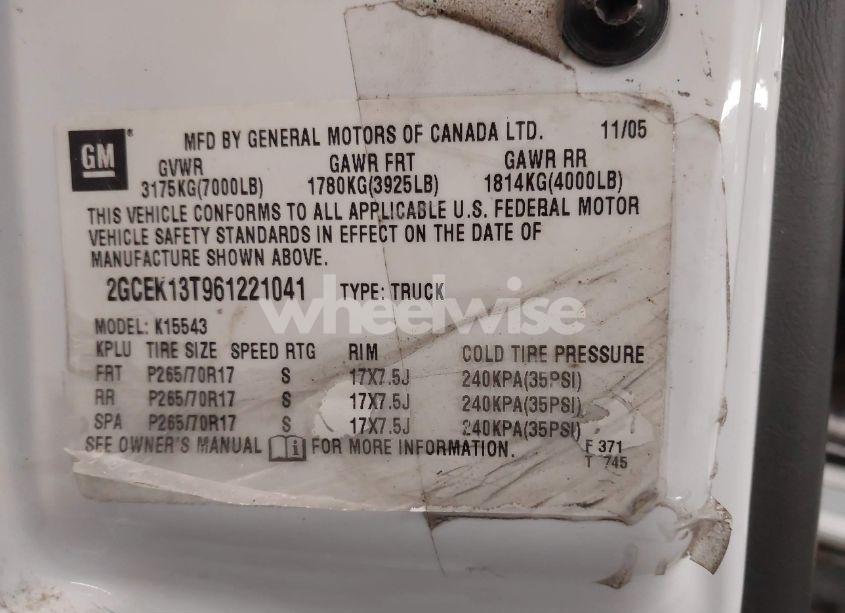 GM
MFD BY GENERAL MOTORS OF CANADA LTD. 11/05
GVWR GAWR FRT GAWR RR
3175KG(7000LB) 1780KG(3925LB) 1814KG(4000LB)
THIS VEHICLE CONFORMS TO ALL APPLICABLE U.S. FEDERAL MOTOR
VEHICLE SAFETY STANDARDS IN EFFECT ON THE DATE OF
MANUFACTURE SHOWN ABOVE.
2GCEK13T961221041 TYPE: TRUCK
wheelwise
MODEL: K15543
KPLU TIRE SIZE SPEED RTG RIM COLD TIRE PRESSURE
FRT P265/70R17 S 17X7.5J 240KPA(35PSI)
RR P265/70R17 S 17X7.5J 240KPA(35PSI)
SPA P265/70R17 S 17X7.5J 240KPA(35PSI)
SEE OWNER'S MANUAL FOR MORE INFORMATION.
F 371
T 745